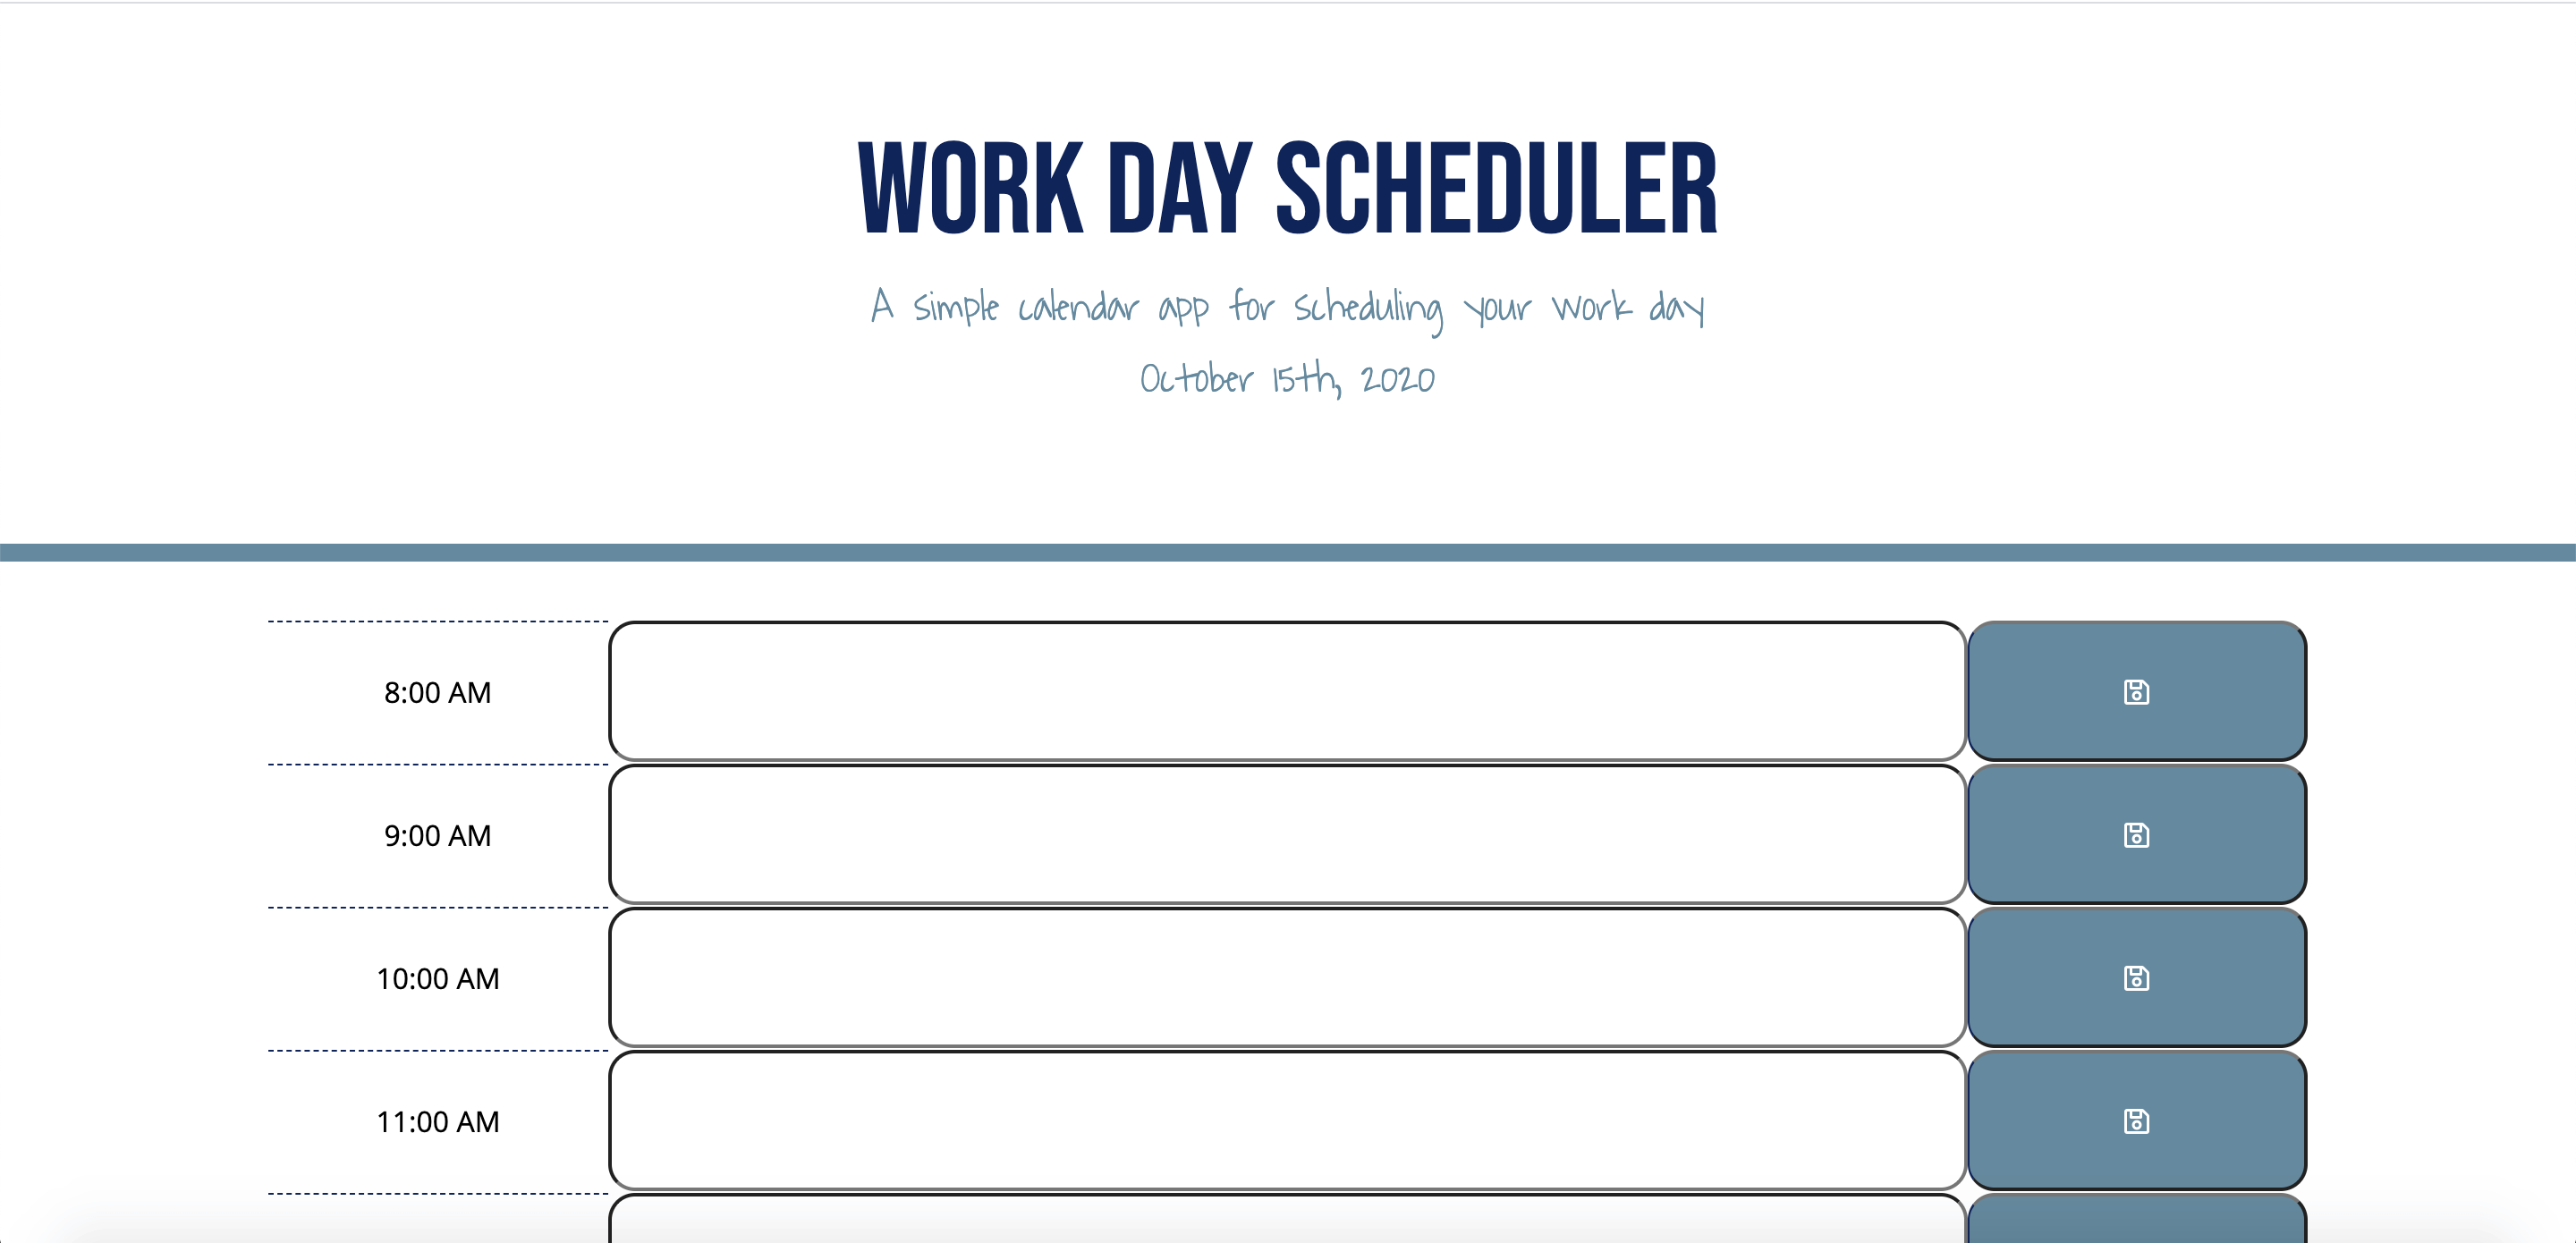 WORK DAY SCHEDULER
A simple calendar app for scheduling your work day
October 15th, 2020
8:00 AM
9:00 AM
10:00 AM
11:00 AM